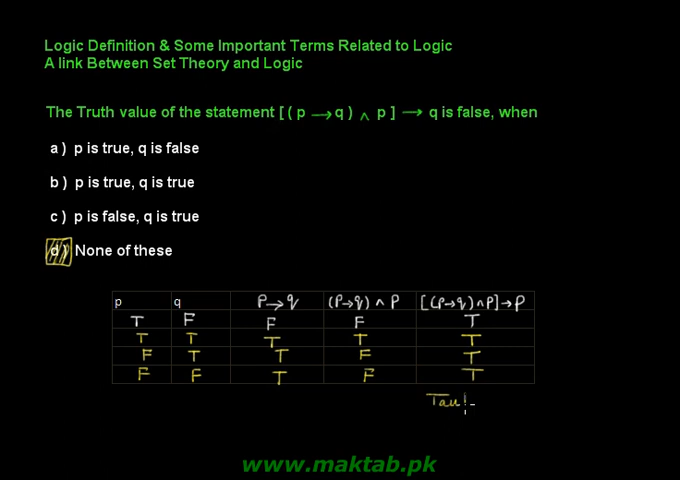 Logic Definition & Some Important Terms Related to Logic
A link Between Set Theory and Logic
The Truth value of the statement [ ( p → q ) ∧ p ] → q is false, when
a ) p is true, q is false
b ) p is true, q is true
c ) p is false, q is true
d ) None of these
p q P→q (P→q) ∧ P [(P→q)∧P]→P
T F F F T
T T T T T
F T T F T
F F T F T
Taut
www.maktab.pk